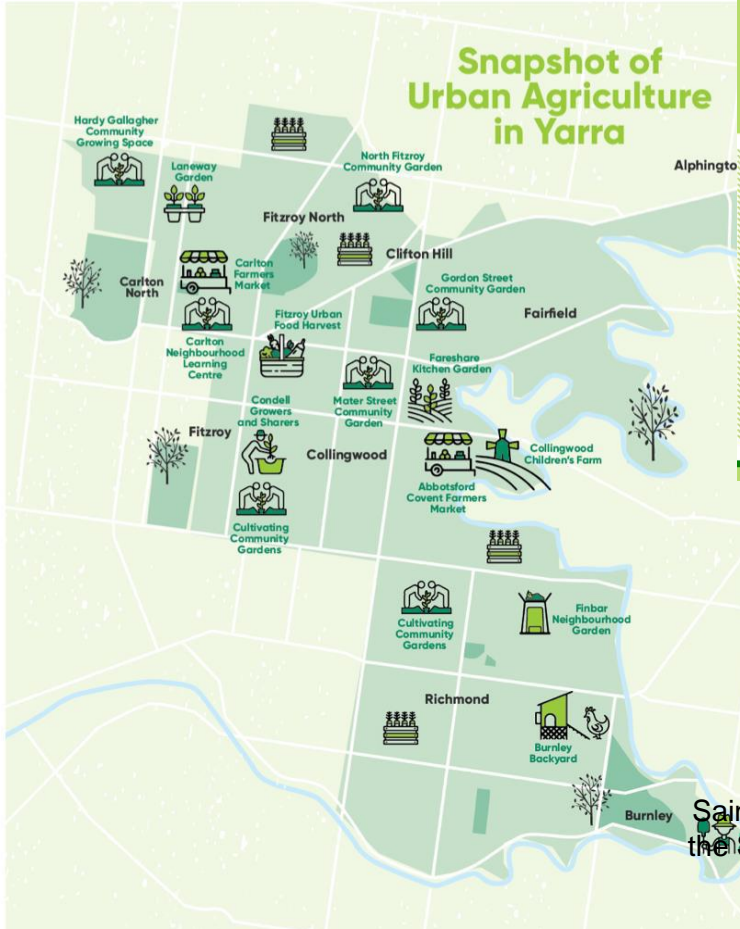 Snapshot of
Urban Agriculture
in Yarra
Hardy Gallagher
Community
Growing Space
Laneway
Garden
North Fitzroy
Community Garden
Alphingto
Fitzroy North
Clifton Hill
Carlton
Farmers
Market
Carlton
North
Gordon Street
Community Garden
Fairfield
Fitzroy Urban
Food Harvest
Carlton
Neighbourhood
Learning
Centre
Fareshare
Kitchen Garden
Condell
Growers
and Sharers
Mater Street
Community
Garden
Fitzroy
Collingwood
Collingwood
Children's Farm
Abbotsford
Covent Farmers
Market
Cultivating
Community
Gardens
Cultivating
Community
Gardens
Finbar
Neighbourhood
Garden
Richmond
Burnley
Backyard
Burnley
Sain
the